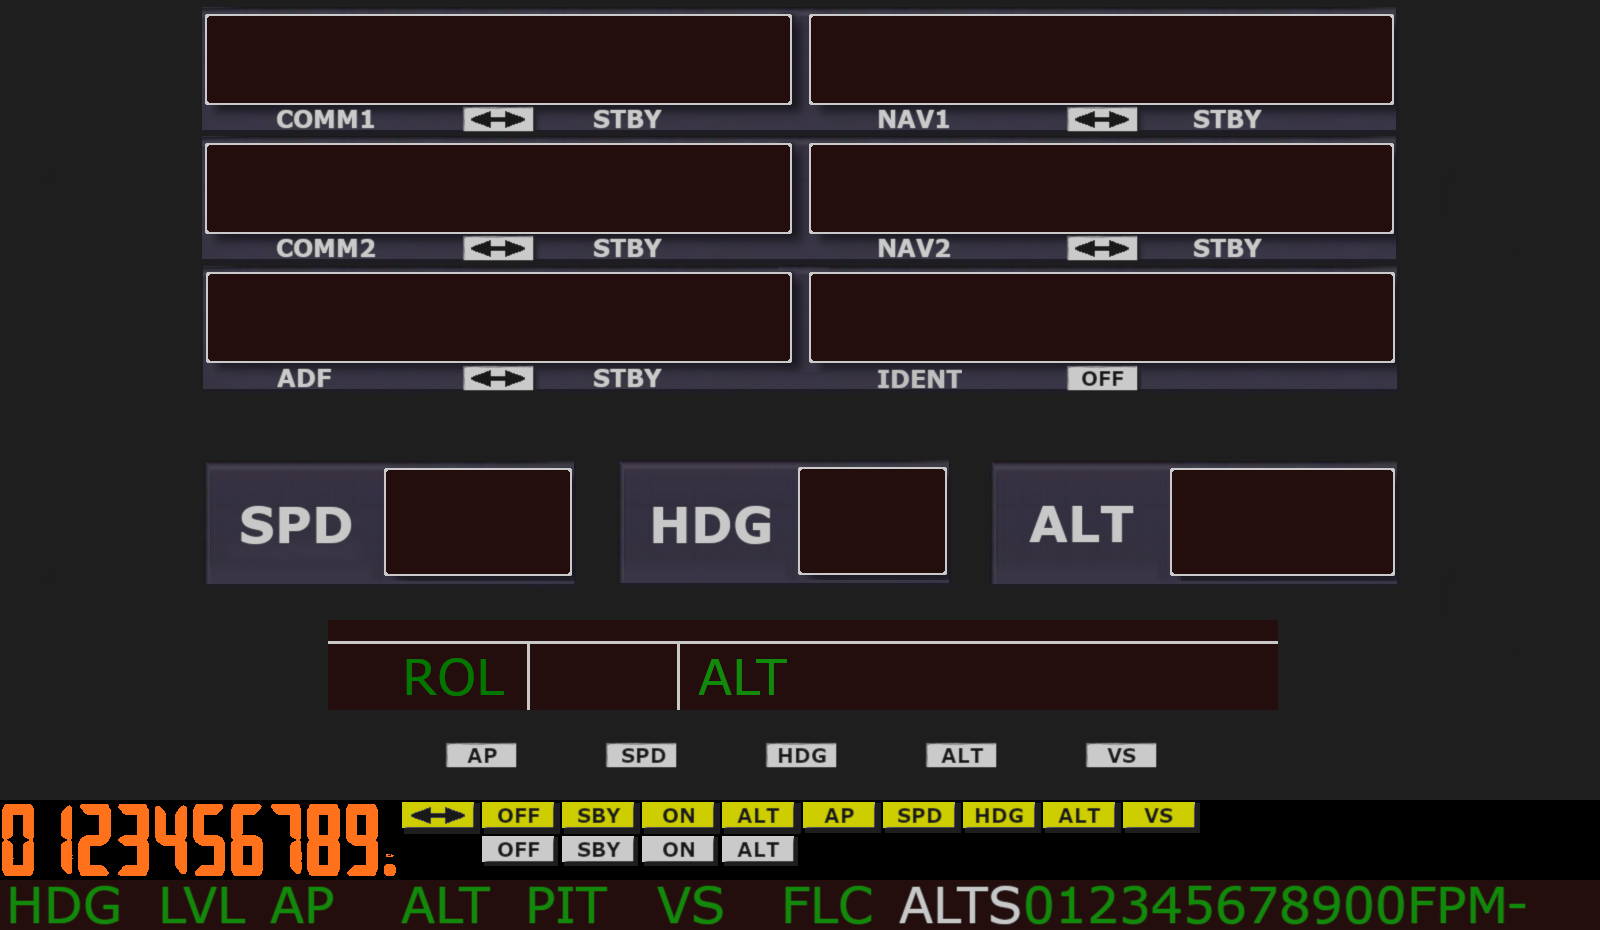 COMM1 STBY NAV1 STBY
COMM2 STBY NAV2 STBY
ADF STBY IDENT OFF
SPD HDG ALT
ROL ALT
AP SPD HDG ALT VS
0123456789. OFF SBY ON ALT AP SPD HDG ALT VS
OFF SBY ON ALT
HDG LVL AP ALT PIT VS FLC ALTS012345678900FPM-